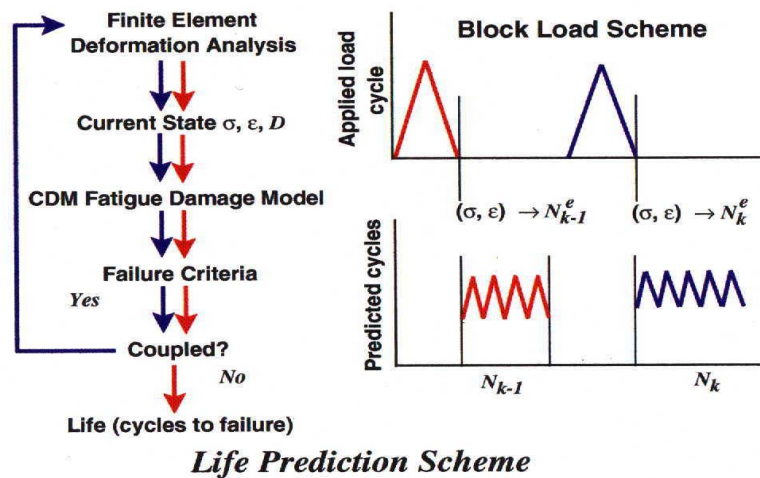 Finite Element
Deformation Analysis
Current State σ, ε, D
CDM Fatigue Damage Model
Failure Criteria
Yes
Coupled?
No
Life (cycles to failure)
Block Load Scheme
Applied load
cycle
(σ, ε) → N^e_{k-1}
(σ, ε) → N^e_k
Predicted cycles
N_{k-1}
N_k
Life Prediction Scheme